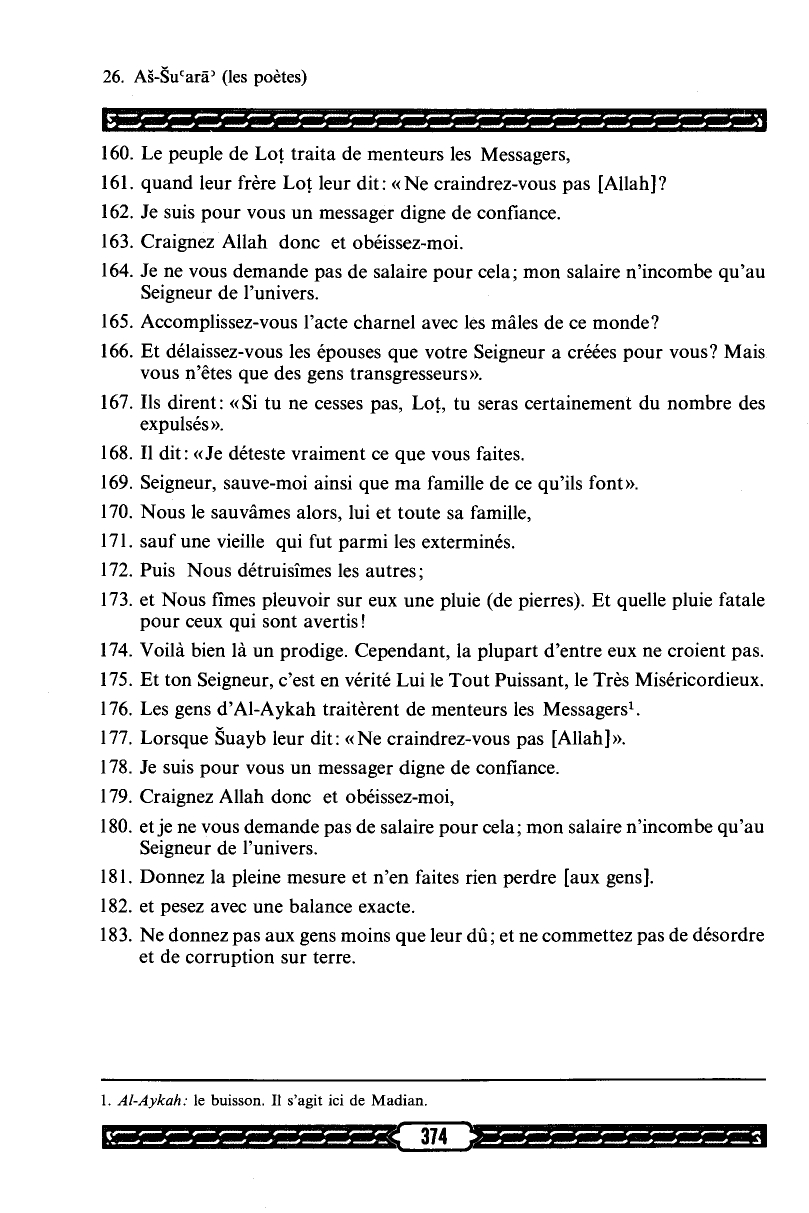 26. Aš-Šuʿarāʾ (les poètes)
160. Le peuple de Loṭ traita de menteurs les Messagers,
161. quand leur frère Loṭ leur dit: «Ne craindrez-vous pas [Allah]?
162. Je suis pour vous un messager digne de confiance.
163. Craignez Allah donc et obéissez-moi.
164. Je ne vous demande pas de salaire pour cela; mon salaire n'incombe qu'au
Seigneur de l'univers.
165. Accomplissez-vous l'acte charnel avec les mâles de ce monde?
166. Et délaissez-vous les épouses que votre Seigneur a créées pour vous? Mais
vous n'êtes que des gens transgresseurs».
167. Ils dirent: «Si tu ne cesses pas, Loṭ, tu seras certainement du nombre des
expulsés».
168. Il dit: «Je déteste vraiment ce que vous faites.
169. Seigneur, sauve-moi ainsi que ma famille de ce qu'ils font».
170. Nous le sauvâmes alors, lui et toute sa famille,
171. sauf une vieille qui fut parmi les exterminés.
172. Puis Nous détruisîmes les autres;
173. et Nous fîmes pleuvoir sur eux une pluie (de pierres). Et quelle pluie fatale
pour ceux qui sont avertis!
174. Voilà bien là un prodige. Cependant, la plupart d'entre eux ne croient pas.
175. Et ton Seigneur, c'est en vérité Lui le Tout Puissant, le Très Miséricordieux.
176. Les gens d'Al-Aykah traitèrent de menteurs les Messagers¹.
177. Lorsque Šuayb leur dit: «Ne craindrez-vous pas [Allah]».
178. Je suis pour vous un messager digne de confiance.
179. Craignez Allah donc et obéissez-moi,
180. et je ne vous demande pas de salaire pour cela; mon salaire n'incombe qu'au
Seigneur de l'univers.
181. Donnez la pleine mesure et n'en faites rien perdre [aux gens].
182. et pesez avec une balance exacte.
183. Ne donnez pas aux gens moins que leur dû; et ne commettez pas de désordre
et de corruption sur terre.
1. Al-Aykah: le buisson. Il s'agit ici de Madian.
374